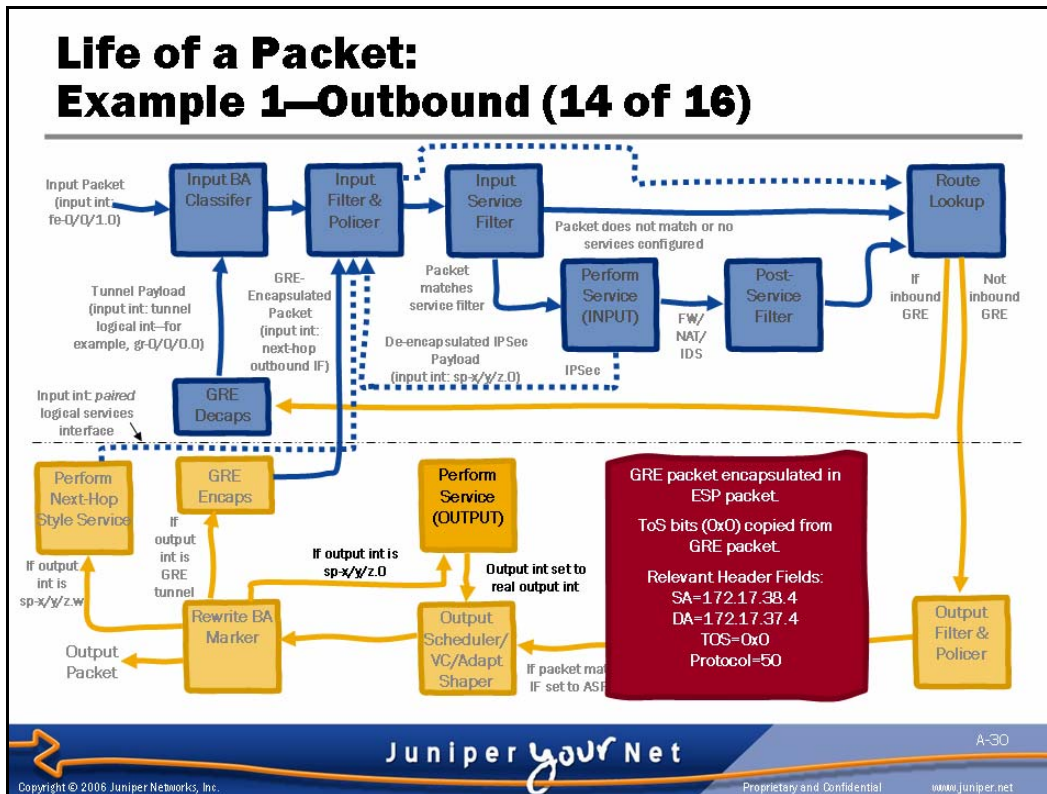 Life of a Packet:
Example 1—Outbound (14 of 16)
Input Packet
(input int:
fe-0/0/1.0)
Input BA
Classifer
Input
Filter &
Policer
Input
Service
Filter
Route
Lookup
Packet does not match or no
services configured
Packet
matches
service filter
Perform
Service
(INPUT)
FW/
NAT/
IDS
Post-
Service
Filter
If
inbound
GRE
Not
inbound
GRE
Tunnel Payload
(input int: tunnel
logical int—for
example, gr-0/0/0.0)
GRE-
Encapsulated
Packet
(input int:
next-hop
outbound IF)
De-encapsulated IPSec
Payload
(input int: sp-x/y/z.0)
IPSec
Input int: paired
logical services
interface
GRE
Decaps
Perform
Next-Hop
Style Service
GRE
Encaps
Perform
Service
(OUTPUT)
If output
int is
sp-x/y/z.w
If
output
int is
GRE
tunnel
If output int is
sp-x/y/z.0
Output int set to
real output int
Rewrite BA
Marker
Output
Packet
Output
Scheduler/
VC/Adapt
Shaper
If packet
IF set to
GRE packet encapsulated in
ESP packet.
ToS bits (0x0) copied from
GRE packet.
Relevant Header Fields:
SA=172.17.38.4
DA=172.17.37.4
TOS=0x0
Protocol=50
Output
Filter &
Policer
Juniper your Net
A-30
Copyright © 2006 Juniper Networks, Inc.
Proprietary and Confidential
www.juniper.net